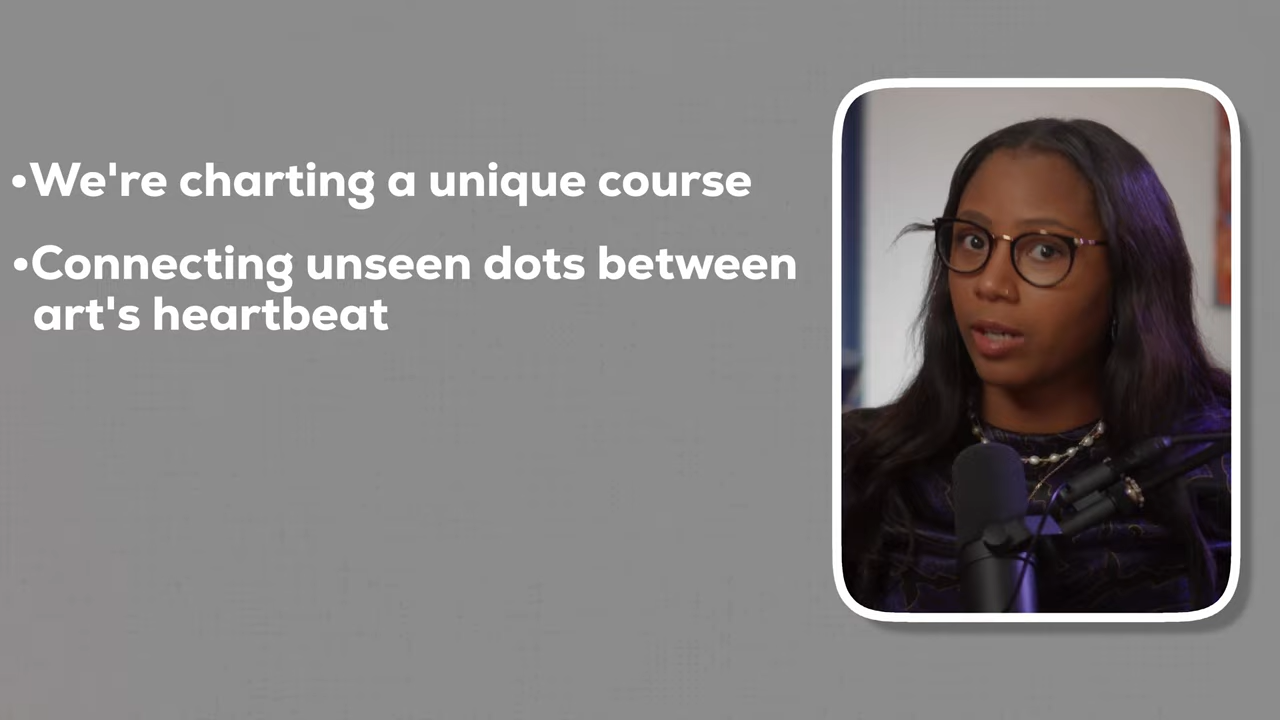 •We're charting a unique course
•Connecting unseen dots between
art's heartbeat